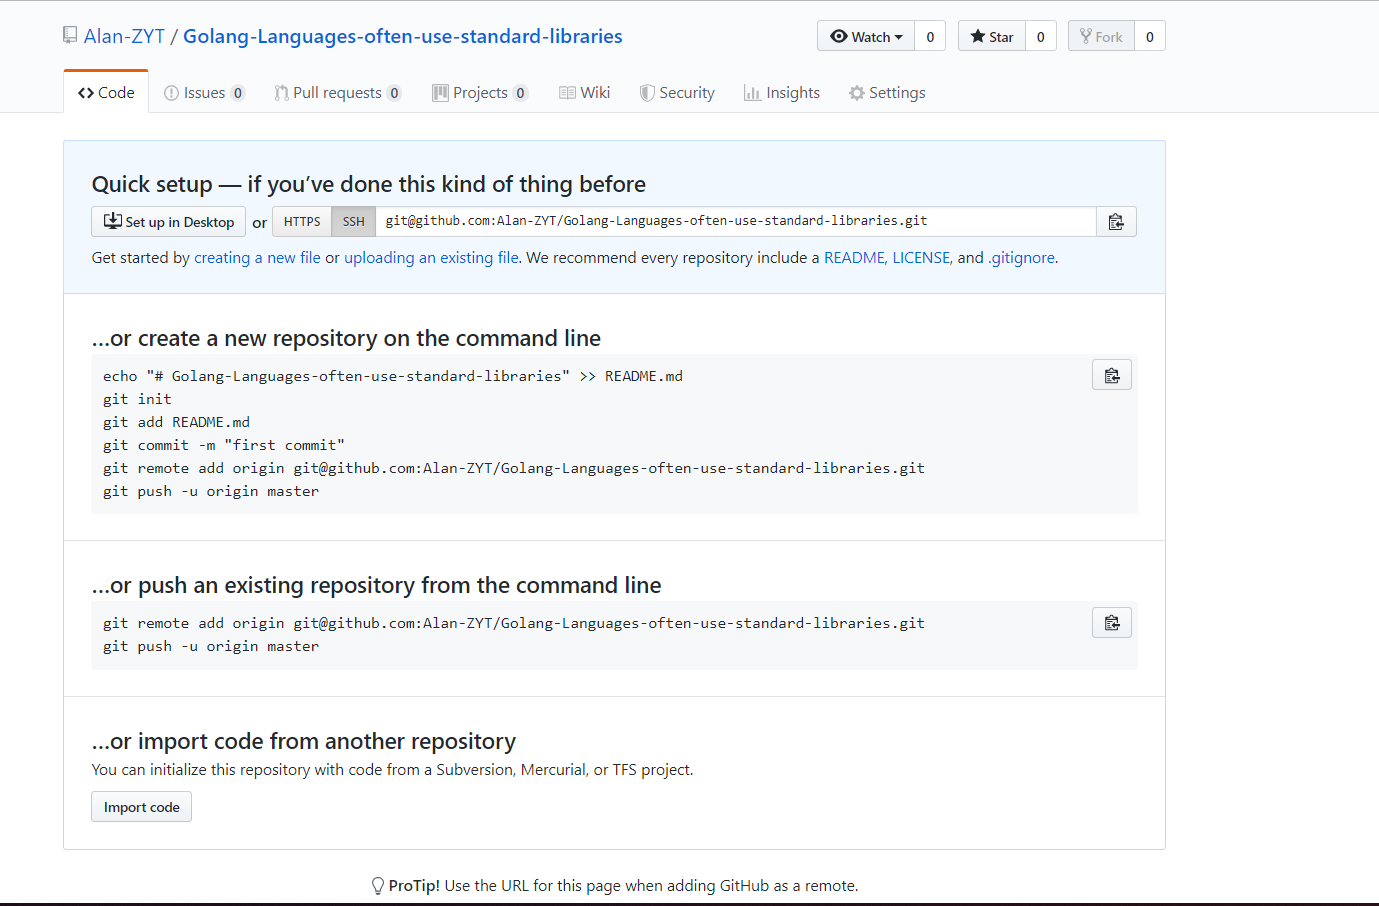 Alan-ZYT / Golang-Languages-often-use-standard-libraries
Watch 0 Star 0 Fork 0
Code Issues 0 Pull requests 0 Projects 0 Wiki Security Insights Settings
Quick setup — if you’ve done this kind of thing before
Set up in Desktop or HTTPS SSH git@github.com:Alan-ZYT/Golang-Languages-often-use-standard-libraries.git
Get started by creating a new file or uploading an existing file. We recommend every repository include a README, LICENSE, and .gitignore.
…or create a new repository on the command line
echo "# Golang-Languages-often-use-standard-libraries" >> README.md
git init
git add README.md
git commit -m "first commit"
git remote add origin git@github.com:Alan-ZYT/Golang-Languages-often-use-standard-libraries.git
git push -u origin master
…or push an existing repository from the command line
git remote add origin git@github.com:Alan-ZYT/Golang-Languages-often-use-standard-libraries.git
git push -u origin master
…or import code from another repository
You can initialize this repository with code from a Subversion, Mercurial, or TFS project.
Import code
ProTip! Use the URL for this page when adding GitHub as a remote.